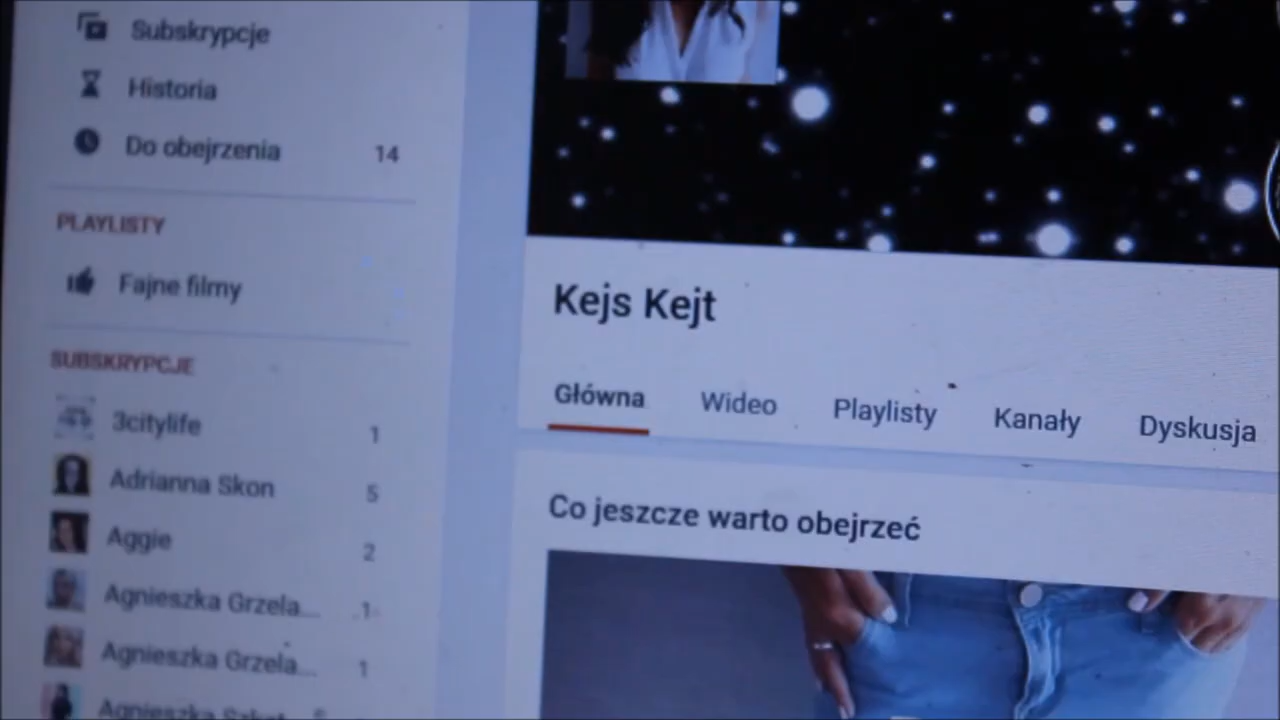 Subskrypcje
Historia
Do obejrzenia 14
PLAYLISTY
Fajne filmy
SUBSKRYPCJE
3citylife 1
Adrianna Skon 5
Aggie 2
Agnieszka Grzela... 1
Agnieszka Grzela... 1
Agnieszka
Kejs Kejt
Główna Wideo Playlisty Kanały Dyskusja
Co jeszcze warto obejrzeć